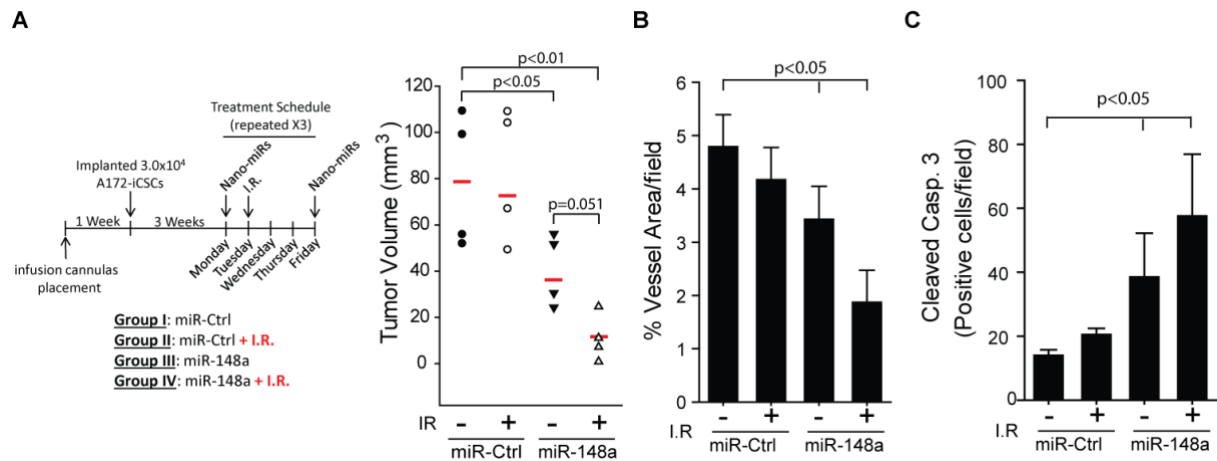 A
Treatment Schedule
(repeated X3)
Implanted 3.0x10⁴
A172-iCSCs
Nano-miRs
I.R.
Nano-miRs
1 Week
3 Weeks
Monday
Tuesday
Wednesday
Thursday
Friday
infusion cannulas
placement
Group I: miR-Ctrl
Group II: miR-Ctrl + I.R.
Group III: miR-148a
Group IV: miR-148a + I.R.
Tumor Volume (mm³)
120
100
80
60
40
20
0
p<0.01
p<0.05
p=0.051
IR - + - +
miR-Ctrl miR-148a
B
% Vessel Area/field
6
5
4
3
2
1
0
p<0.05
I.R - + - +
miR-Ctrl miR-148a
C
Cleaved Casp. 3
(Positive cells/field)
100
80
60
40
20
0
p<0.05
I.R - + - +
miR-Ctrl miR-148a